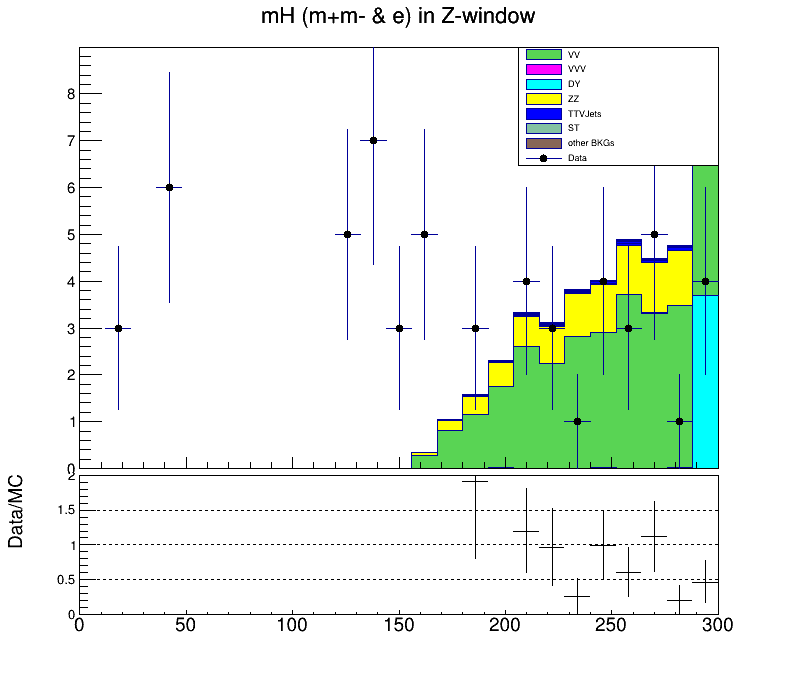 mH (m+m- & e) in Z-window
VV
VVV
DY
ZZ
TTVJets
ST
other BKGs
Data
8
7
6
5
4
3
2
1
0
Data/MC
2
1.5
1
0.5
0
0 50 100 150 200 250 300